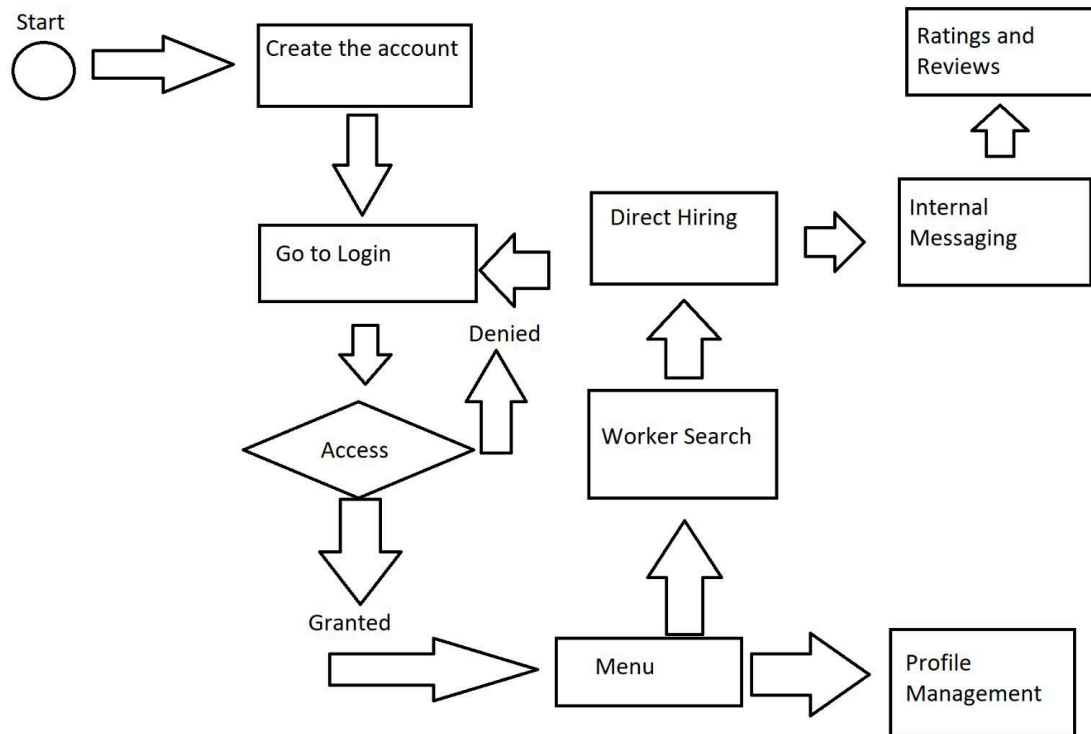 Start
Create the account
Go to Login
Denied
Access
Granted
Menu
Profile
Management
Worker Search
Direct Hiring
Internal
Messaging
Ratings and
Reviews